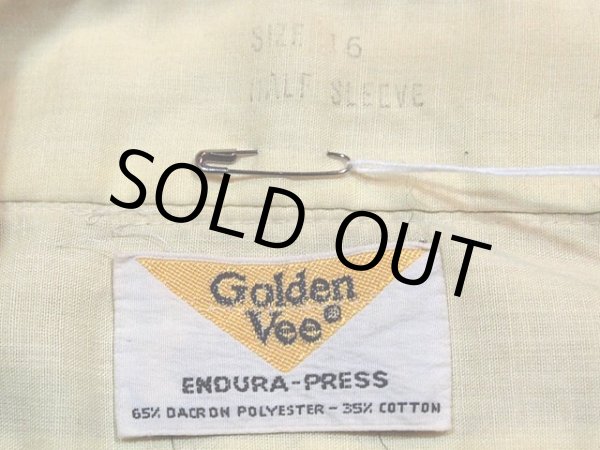 SIZE 16
HALF SLEEVE
SOLD OUT
Golden
Vee®
ENDURA-PRESS
65% DACRON POLYESTER - 35% COTTON